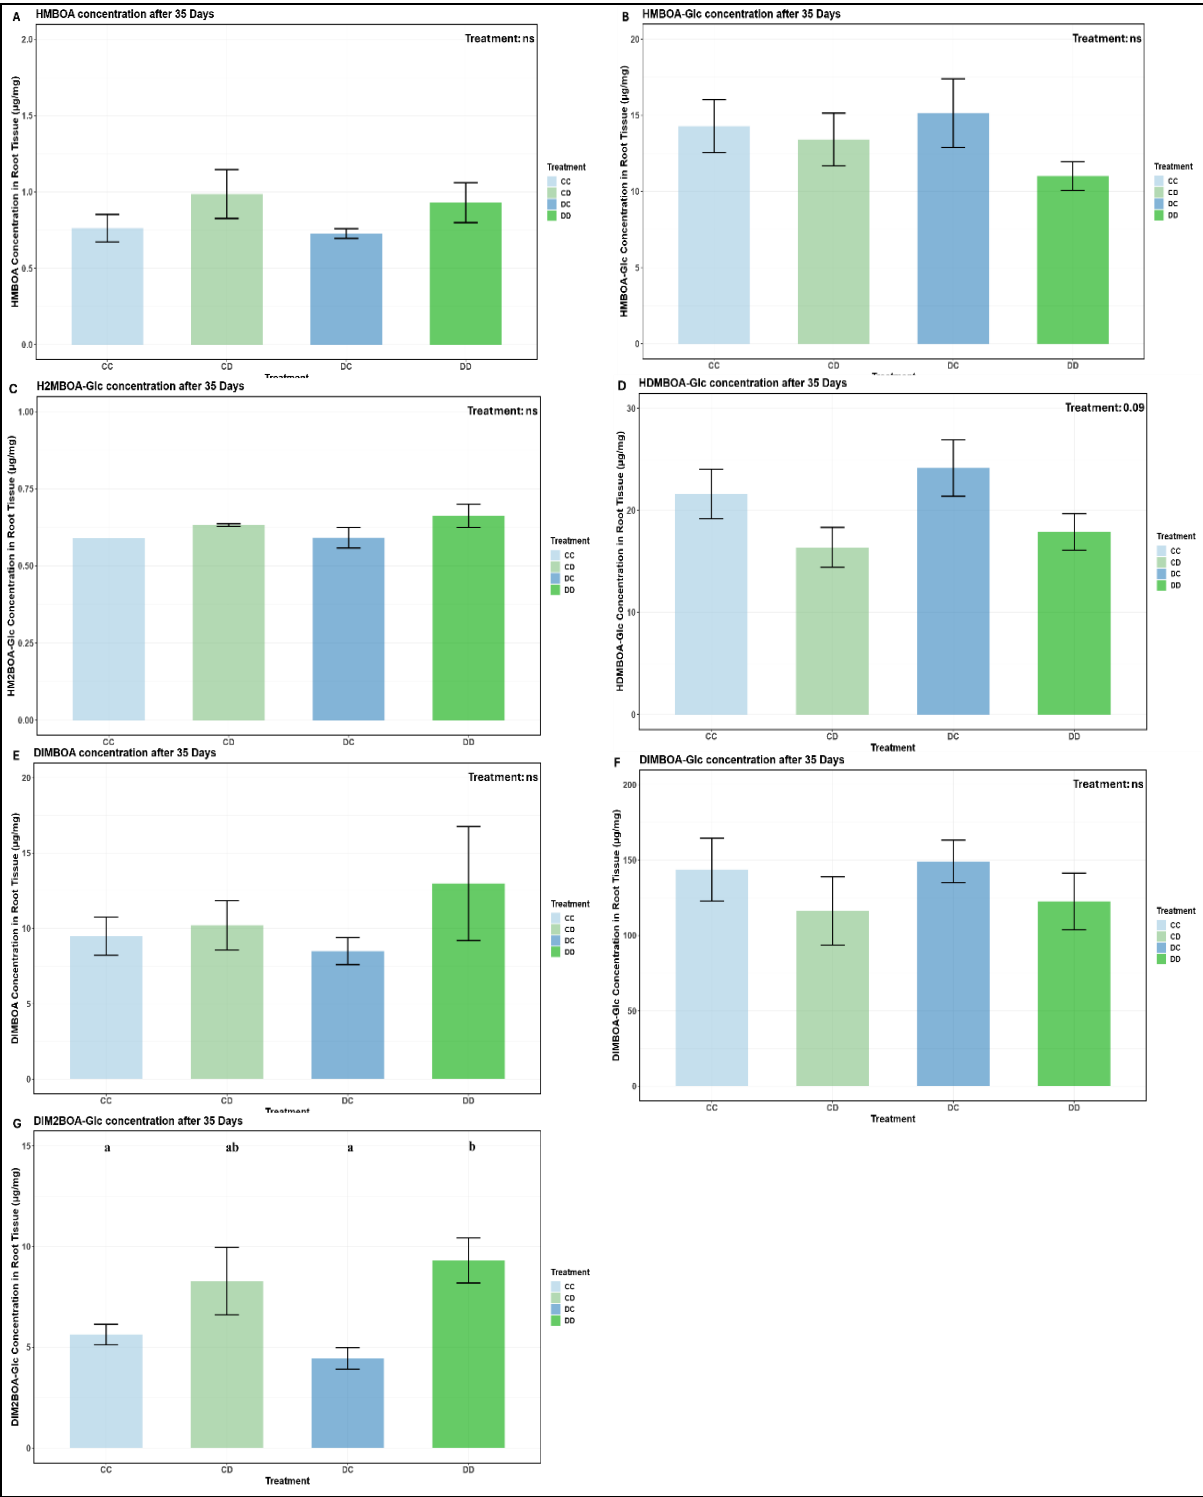 A HMBOA concentration after 35 Days
Treatment: ns
HMBOA Concentration in Root Tissue (µg/mg)
2.0
1.5
1.0
0.5
0.0
CC CD DC DD
Treatment
Treatment
CC
CD
DC
DD
B HMBOA-Glc concentration after 35 Days
Treatment: ns
HMBOA-Glc Concentration in Root Tissue (µg/mg)
20
15
10
5
0
CC CD DC DD
Treatment
Treatment
CC
CD
DC
DD
C H2MBOA-Glc concentration after 35 Days
Treatment: ns
HM2BOA-Glc Concentration in Root Tissue (µg/mg)
1.00
0.75
0.50
0.25
0.00
CC CD DC DD
Treatment
CC
CD
DC
DD
D HDMBOA-Glc concentration after 35 Days
Treatment: 0.09
HDMBOA-Glc Concentration in Root Tissue (µg/mg)
30
20
10
0
CC CD DC DD
Treatment
Treatment
CC
CD
DC
DD
E DIMBOA concentration after 35 Days
Treatment: ns
DIMBOA Concentration in Root Tissue (µg/mg)
20
15
10
5
0
CC CD DC DD
Treatment
Treatment
CC
CD
DC
DD
F DIMBOA-Glc concentration after 35 Days
Treatment: ns
DIMBOA-Glc Concentration in Root Tissue (µg/mg)
200
150
100
50
0
CC CD DC DD
Treatment
Treatment
CC
CD
DC
DD
G DIM2BOA-Glc concentration after 35 Days
a ab a b
DIM2BOA-Glc Concentration in Root Tissue (µg/mg)
15
10
5
0
CC CD DC DD
Treatment
Treatment
CC
CD
DC
DD